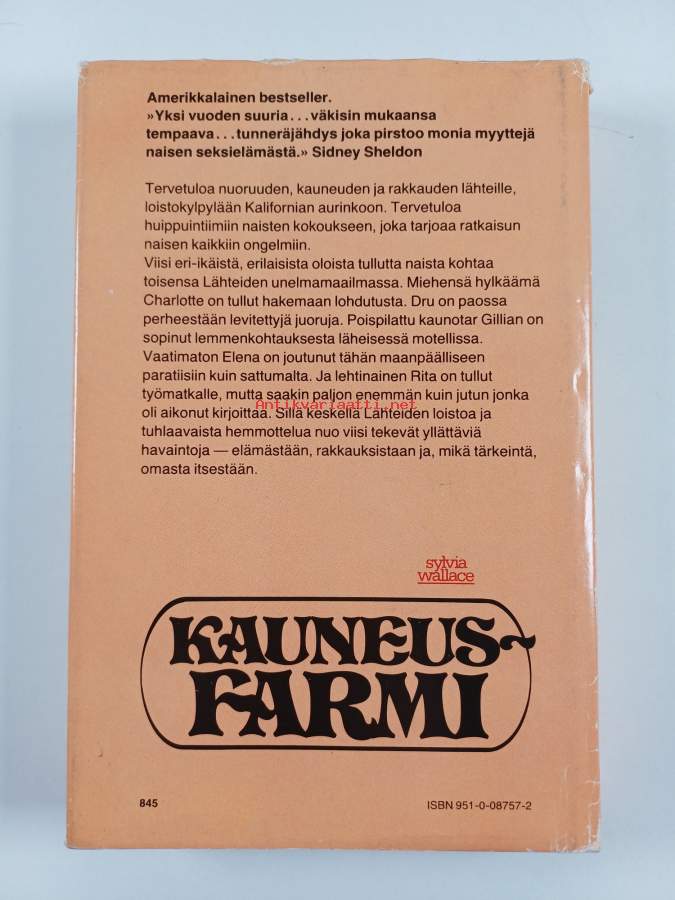 Amerikkalainen bestseller.
»Yksi vuoden suuria...väkisin mukaansa
tempaava...tunneräjähdys joka pirstoo monia myyttejä
naisen seksielämästä.» Sidney Sheldon
Tervetuloa nuoruuden, kauneuden ja rakkauden lähteille,
loistokylpylään Kalifornian aurinkoon. Tervetuloa
huippuintiimiin naisten kokoukseen, joka tarjoaa ratkaisun
naisen kaikkiin ongelmiin.
Viisi eri-ikäistä, erilaisista oloista tullutta naista kohtaa
toisensa Lähteiden unelmamaailmassa. Miehensä hylkäämä
Charlotte on tullut hakemaan lohdutusta. Dru on paossa
perheestään levitettyjä juoruja. Poispilattu kaunotar Gillian on
sopinut lemmenkohtauksesta läheisessä motellissa.
Vaatimaton Elena on joutunut tähän maanpäälliseen
paratiisiin kuin sattumalta. Ja lehtinainen Rita on tullut
työmatkalle, mutta saakin paljon enemmän kuin jutun jonka
Antikvariaatti.net
oli aikonut kirjoittaa. Sillä keskellä Lähteiden loistoa ja
tuhlaavaista hemmottelua nuo viisi tekevät yllättäviä
havaintoja — elämästään, rakkauksistaan ja, mikä tärkeintä,
omasta itsestään.
sylvia
wallace
KAUNEUS-
FARMI
845
ISBN 951-0-08757-2